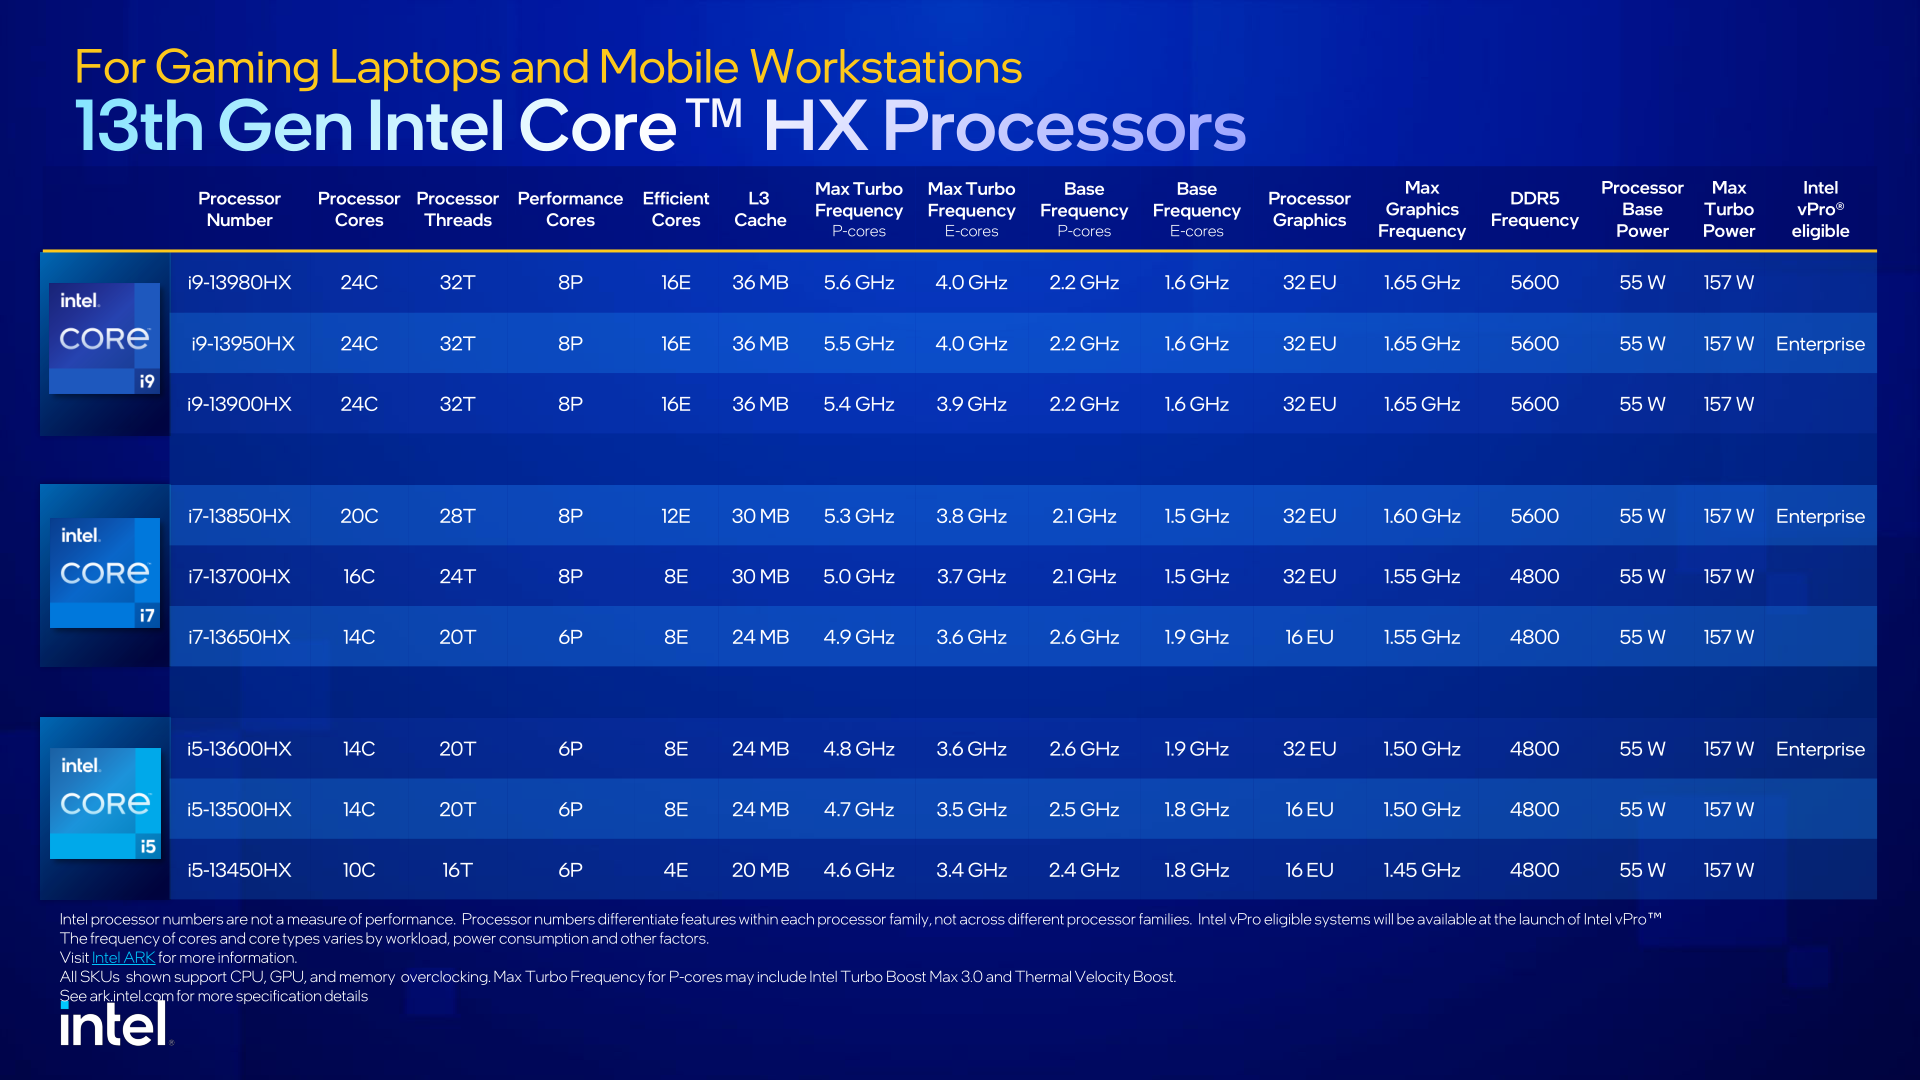 For Gaming Laptops and Mobile Workstations
13th Gen Intel Core™ HX Processors
Processor Number Processor Cores Processor Threads Performance Cores Efficient Cores L3 Cache Max Turbo Frequency P-cores Max Turbo Frequency E-cores Base Frequency P-cores Base Frequency E-cores Processor Graphics Max Graphics Frequency DDR5 Frequency Processor Base Power Max Turbo Power Intel vPro® eligible
intel.
CORe™
i9
i9-13980HX 24C 32T 8P 16E 36 MB 5.6 GHz 4.0 GHz 2.2 GHz 1.6 GHz 32 EU 1.65 GHz 5600 55 W 157 W
i9-13950HX 24C 32T 8P 16E 36 MB 5.5 GHz 4.0 GHz 2.2 GHz 1.6 GHz 32 EU 1.65 GHz 5600 55 W 157 W Enterprise
i9-13900HX 24C 32T 8P 16E 36 MB 5.4 GHz 3.9 GHz 2.2 GHz 1.6 GHz 32 EU 1.65 GHz 5600 55 W 157 W
intel.
CORe™
i7
i7-13850HX 20C 28T 8P 12E 30 MB 5.3 GHz 3.8 GHz 2.1 GHz 1.5 GHz 32 EU 1.60 GHz 5600 55 W 157 W Enterprise
i7-13700HX 16C 24T 8P 8E 30 MB 5.0 GHz 3.7 GHz 2.1 GHz 1.5 GHz 32 EU 1.55 GHz 4800 55 W 157 W
i7-13650HX 14C 20T 6P 8E 24 MB 4.9 GHz 3.6 GHz 2.6 GHz 1.9 GHz 16 EU 1.55 GHz 4800 55 W 157 W
intel.
CORe™
i5
i5-13600HX 14C 20T 6P 8E 24 MB 4.8 GHz 3.6 GHz 2.6 GHz 1.9 GHz 32 EU 1.50 GHz 4800 55 W 157 W Enterprise
i5-13500HX 14C 20T 6P 8E 24 MB 4.7 GHz 3.5 GHz 2.5 GHz 1.8 GHz 16 EU 1.50 GHz 4800 55 W 157 W
i5-13450HX 10C 16T 6P 4E 20 MB 4.6 GHz 3.4 GHz 2.4 GHz 1.8 GHz 16 EU 1.45 GHz 4800 55 W 157 W
Intel processor numbers are not a measure of performance. Processor numbers differentiate features within each processor family, not across different processor families. Intel vPro eligible systems will be available at the launch of Intel vPro™
The frequency of cores and core types varies by workload, power consumption and other factors.
Visit Intel ARK for more information.
All SKUs shown support CPU, GPU, and memory overclocking. Max Turbo Frequency for P-cores may include Intel Turbo Boost Max 3.0 and Thermal Velocity Boost.
See ark.intel.com for more specification details
intel®